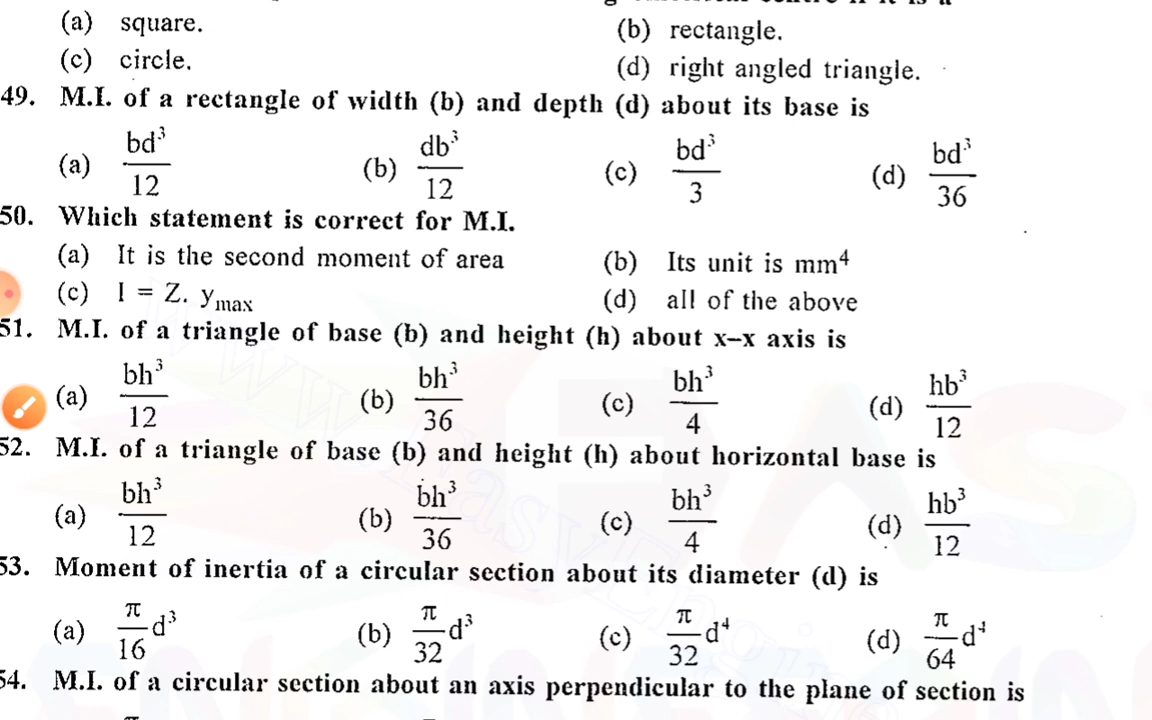 (a) square. (b) rectangle.
(c) circle. (d) right angled triangle.
49. M.I. of a rectangle of width (b) and depth (d) about its base is
(a) bd³/12 (b) db³/12 (c) bd³/3 (d) bd³/36
50. Which statement is correct for M.I.
(a) It is the second moment of area (b) Its unit is mm⁴
(c) I = Z. ymax (d) all of the above
51. M.I. of a triangle of base (b) and height (h) about x–x axis is
(a) bh³/12 (b) bh³/36 (c) bh³/4 (d) hb³/12
52. M.I. of a triangle of base (b) and height (h) about horizontal base is
(a) bh³/12 (b) bh³/36 (c) bh³/4 (d) hb³/12
53. Moment of inertia of a circular section about its diameter (d) is
(a) π/16 d³ (b) π/32 d³ (c) π/32 d⁴ (d) π/64 d⁴
54. M.I. of a circular section about an axis perpendicular to the plane of section is